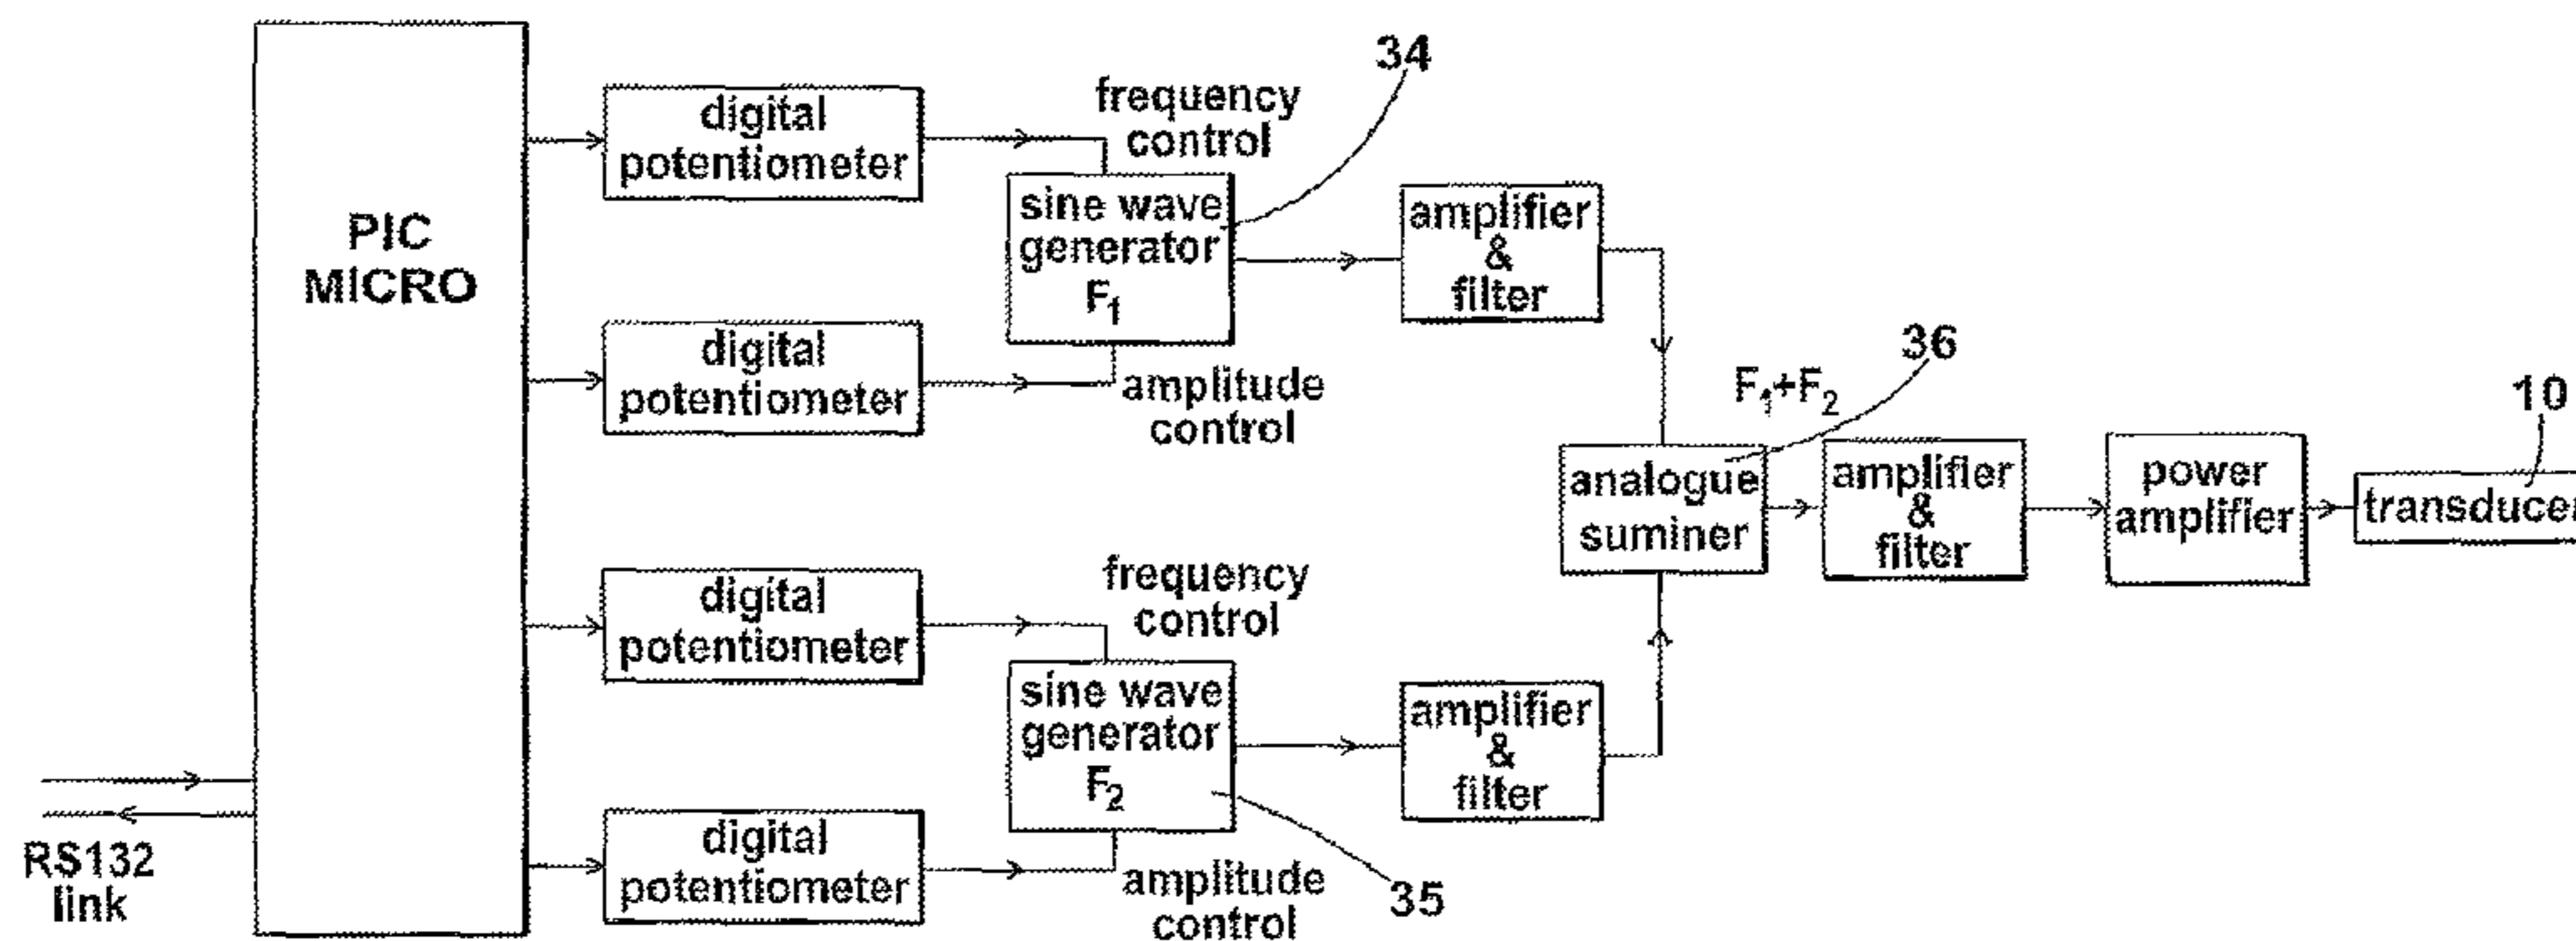 PIC
MICRO
RS132
link
digital
potentiometer
digital
potentiometer
digital
potentiometer
digital
potentiometer
frequency
control
34
sine wave
generator
F₁
amplitude
control
frequency
control
sine wave
generator
F₂
amplitude
control
35
amplifier
&
filter
amplifier
&
filter
36
F₁+F₂
analogue
suminer
amplifier
&
filter
power
amplifier
10
transducer